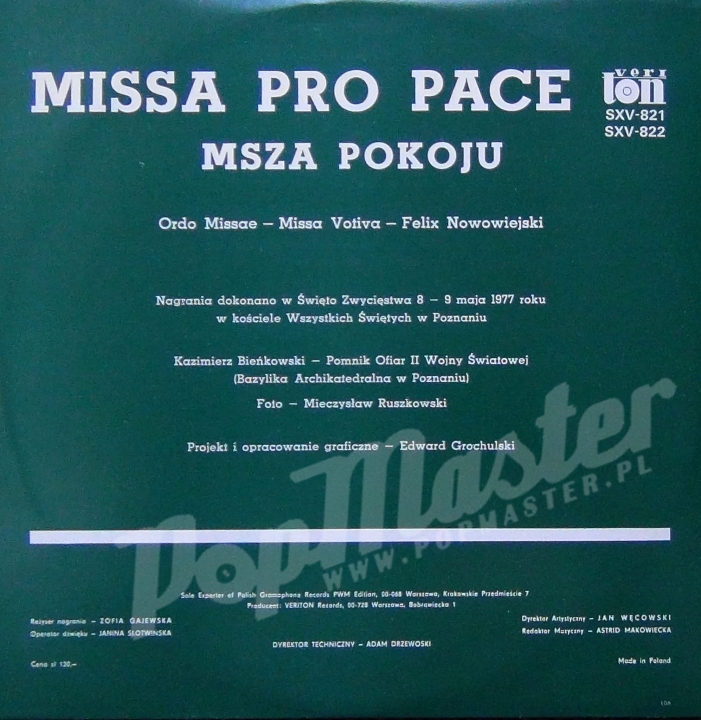 MISSA PRO PACE
veriton
SXV-821
SXV-822
MSZA POKOJU
Ordo Missae – Missa Votiva – Felix Nowowiejski
Nagrania dokonano w Święto Zwycięstwa 8 – 9 maja 1977 roku
w kościele Wszystkich Świętych w Poznaniu
Kazimierz Bieńkowski – Pomnik Ofiar II Wojny Światowej
(Bazylika Archikatedralna w Poznaniu)
Foto – Mieczysław Ruszkowski
Projekt i opracowanie graficzne – Edward Grochulski
PopMaster
WWW.POPMASTER.PL
Sole Exporter of Polish Gramophone Records PWM Edition, 00-068 Warszawa, Krakowskie Przedmieście 7
Producent: VERITON Records, 00-728 Warszawa, Bobrowiecka 1
Reżyser nagrania – ZOFIA GAJEWSKA
Operator dźwięku – JANINA SŁOTWIŃSKA
Dyrektor Artystyczny – JAN WĘCOWSKI
Redaktor Muzyczny – ASTRID MAKOWIECKA
DYREKTOR TECHNICZNY – ADAM DRZEWOSKI
Cena zł 130.–
Made in Poland